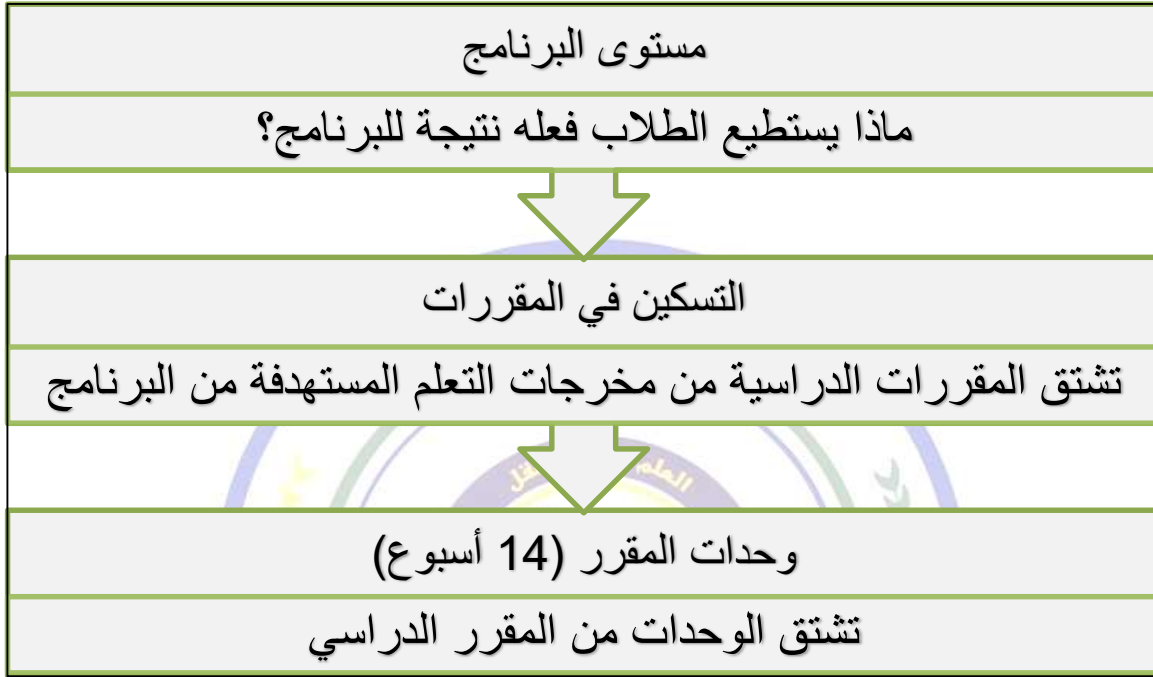 مستوى البرنامج
ماذا يستطيع الطلاب فعله نتيجة للبرنامج؟
التسكين في المقررات
تشتق المقررات الدراسية من مخرجات التعلم المستهدفة من البرنامج
العلم
وحدات المقرر (14 أسبوع)
تشتق الوحدات من المقرر الدراسي